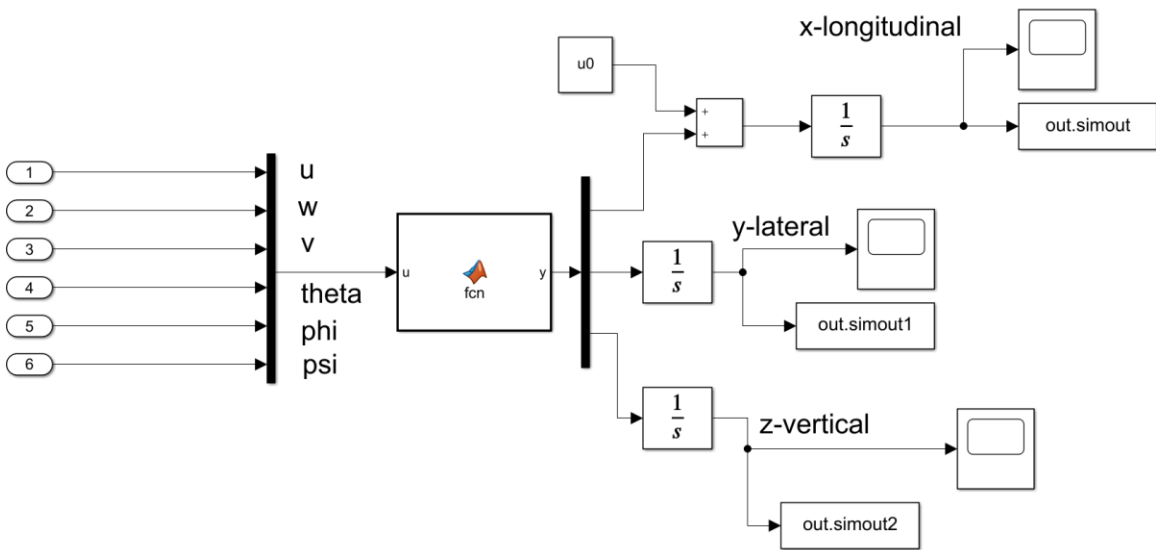 x-longitudinal
u0
+
+
1
s
out.simout
1
2
3
4
5
6
u
w
v
theta
phi
psi
u
fcn
y
y-lateral
1
s
out.simout1
1
s
z-vertical
out.simout2